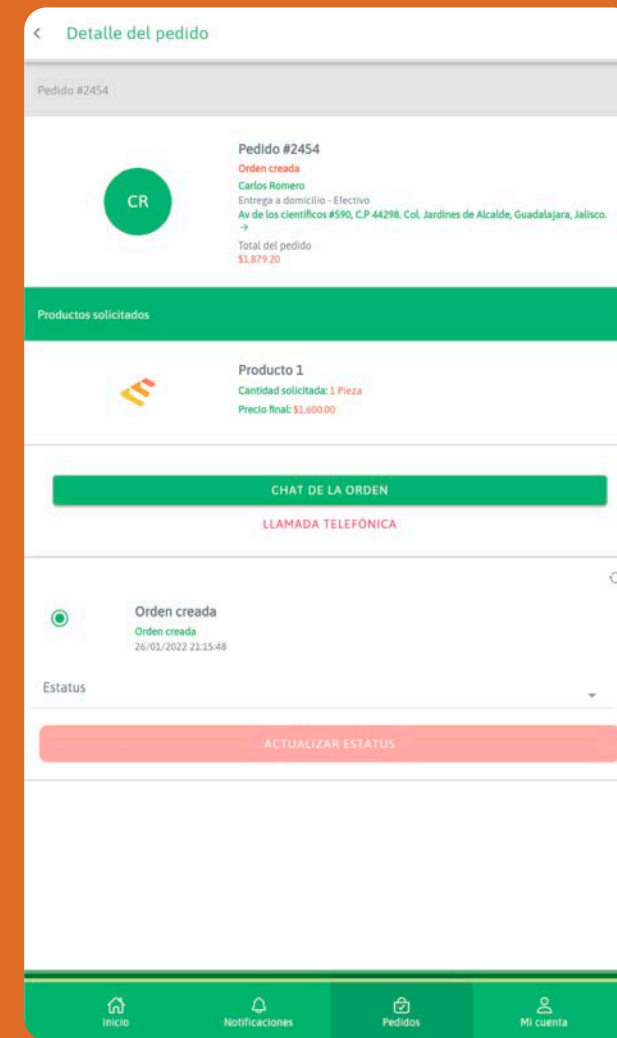 Detalle del pedido
Pedido #2454
Pedido #2454
Orden creada
CR
Carlos Romero
Entrega a domicilio - Efectivo
Av de los científicos #590, C.P 44298. Col. Jardines de Alcalde, Guadalajara, Jalisco.
→
Total del pedido
$1,879.20
Productos solicitados
Producto 1
Cantidad solicitada: 1 Pieza
Precio final: $1,600.00
CHAT DE LA ORDEN
LLAMADA TELEFÓNICA
Orden creada
Orden creada
26/01/2022 21:15:48
Estatus
ACTUALIZAR ESTATUS
Inicio
Notificaciones
Pedidos
Mi cuenta